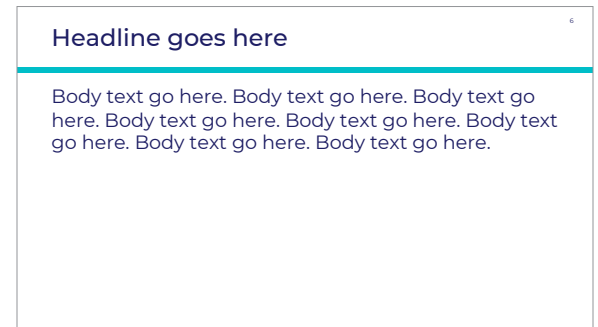 6
Headline goes here
Body text go here. Body text go here. Body text go
here. Body text go here. Body text go here. Body text
go here. Body text go here. Body text go here.